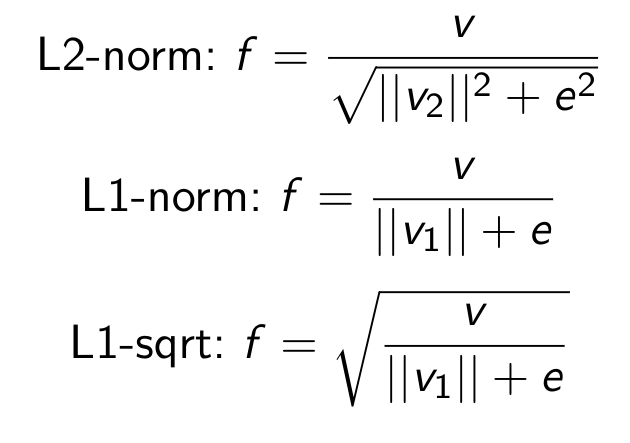 L2-norm: f = v / √(||v₂||² + e²)
L1-norm: f = v / (||v₁|| + e)
L1-sqrt: f = √(v / (||v₁|| + e))